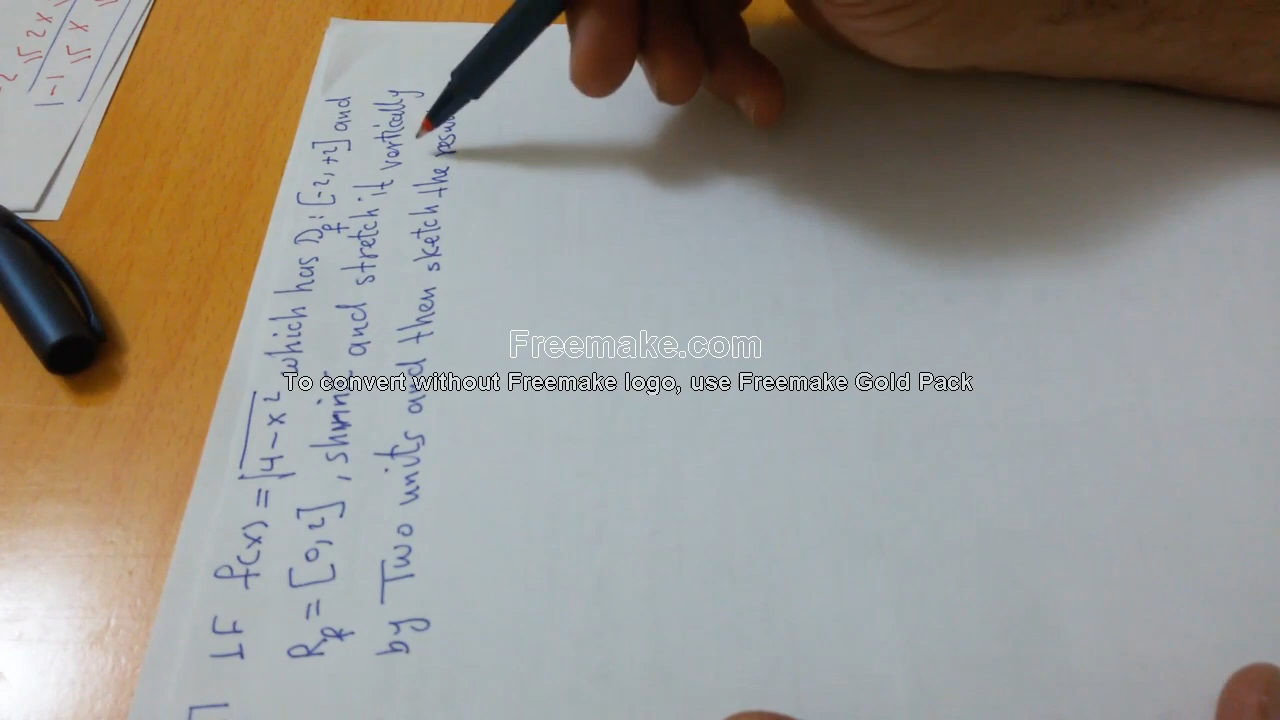 IF f(x) = √4-x² which has D_f: [-2, +2] and
R_f = [0, 2], shrink and stretch it vertically
by Two units and then sketch the
Freemake.com
To convert without Freemake logo, use Freemake Gold Pack